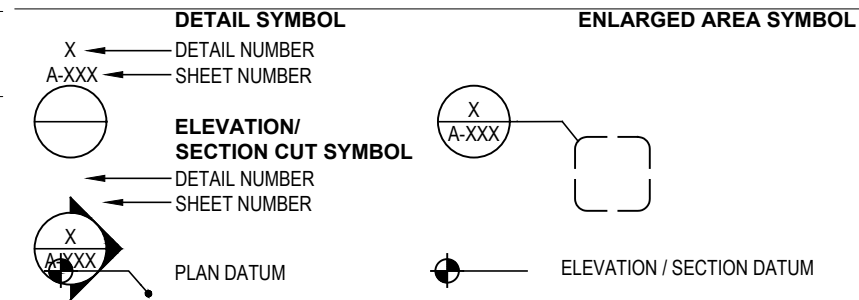 DETAIL SYMBOL
X
DETAIL NUMBER
A-XXX
SHEET NUMBER
ELEVATION/
SECTION CUT SYMBOL
DETAIL NUMBER
SHEET NUMBER
X
A-XXX
PLAN DATUM
ENLARGED AREA SYMBOL
X
A-XXX
ELEVATION / SECTION DATUM